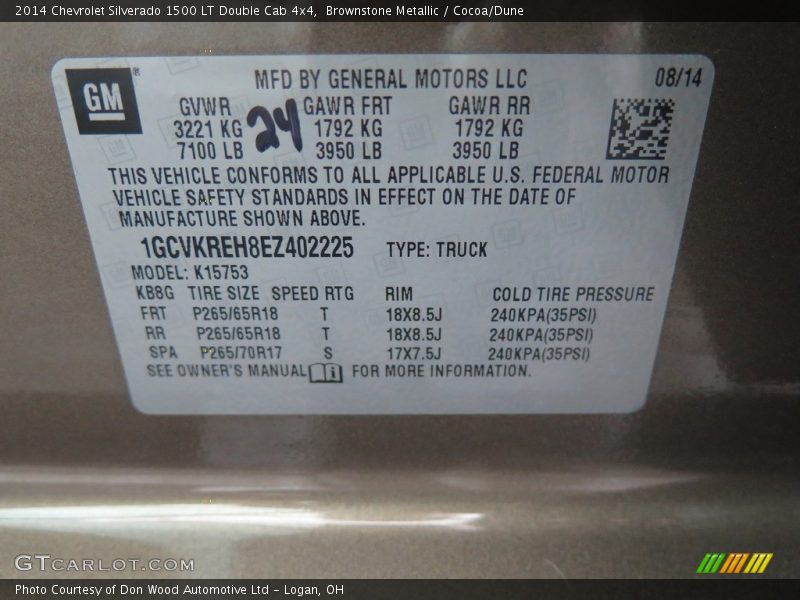 2014 Chevrolet Silverado 1500 LT Double Cab 4x4, Brownstone Metallic / Cocoa/Dune
GM
MFD BY GENERAL MOTORS LLC 08/14
GVWR 24 GAWR FRT GAWR RR
3221 KG 1792 KG 1792 KG
7100 LB 3950 LB 3950 LB
THIS VEHICLE CONFORMS TO ALL APPLICABLE U.S. FEDERAL MOTOR
VEHICLE SAFETY STANDARDS IN EFFECT ON THE DATE OF
MANUFACTURE SHOWN ABOVE.
1GCVKREH8EZ402225 TYPE: TRUCK
MODEL: K15753
KB8G TIRE SIZE SPEED RTG RIM COLD TIRE PRESSURE
FRT P265/65R18 T 18X8.5J 240KPA(35PSI)
RR P265/65R18 T 18X8.5J 240KPA(35PSI)
SPA P265/70R17 S 17X7.5J 240KPA(35PSI)
SEE OWNER'S MANUAL FOR MORE INFORMATION.
GTCARLOT.COM
Photo Courtesy of Don Wood Automotive Ltd - Logan, OH